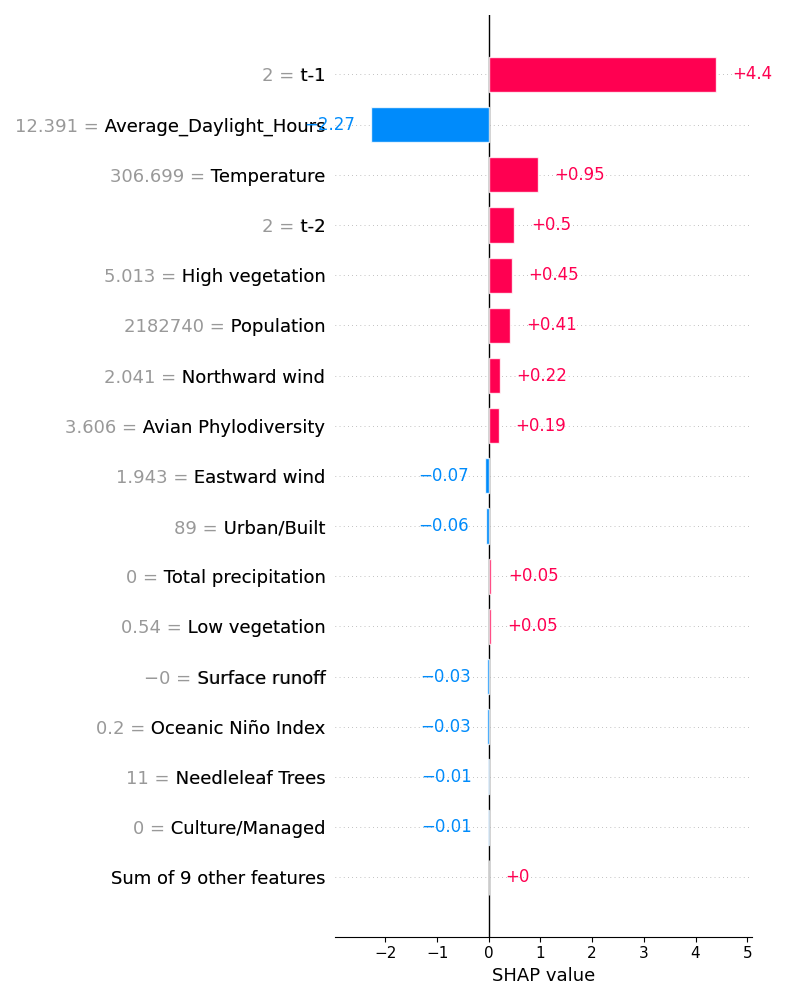 2 = t-1 +4.4
12.391 = Average_Daylight_Hours −2.27
306.699 = Temperature +0.95
2 = t-2 +0.5
5.013 = High vegetation +0.45
2182740 = Population +0.41
2.041 = Northward wind +0.22
3.606 = Avian Phylodiversity +0.19
1.943 = Eastward wind −0.07
89 = Urban/Built −0.06
0 = Total precipitation +0.05
0.54 = Low vegetation +0.05
−0 = Surface runoff −0.03
0.2 = Oceanic Niño Index −0.03
11 = Needleleaf Trees −0.01
0 = Culture/Managed −0.01
Sum of 9 other features +0
−2 −1 0 1 2 3 4 5
SHAP value